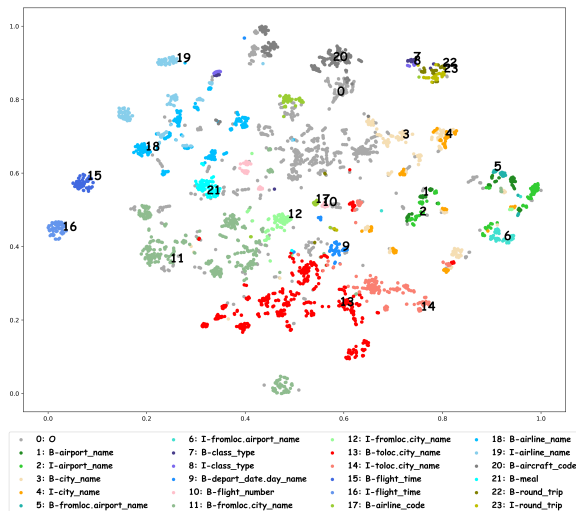 1.0
0.8
0.6
0.4
0.2
0.0
0.0 0.2 0.4 0.6 0.8 1.0
19
20
7
8
22
23
0
18
3
4
15
21
5
16
17
10
1
2
12
11
9
6
13
14
0: O
1: B-airport_name
2: I-airport_name
3: B-city_name
4: I-city_name
5: B-fromloc.airport_name
6: I-fromloc.airport_name
7: B-class_type
8: I-class_type
9: B-depart_date.day_name
10: B-flight_number
11: B-fromloc.city_name
12: I-fromloc.city_name
13: B-toloc.city_name
14: I-toloc.city_name
15: B-flight_time
16: I-flight_time
17: B-airline_code
18: B-airline_name
19: I-airline_name
20: B-aircraft_code
21: B-meal
22: B-round_trip
23: I-round_trip